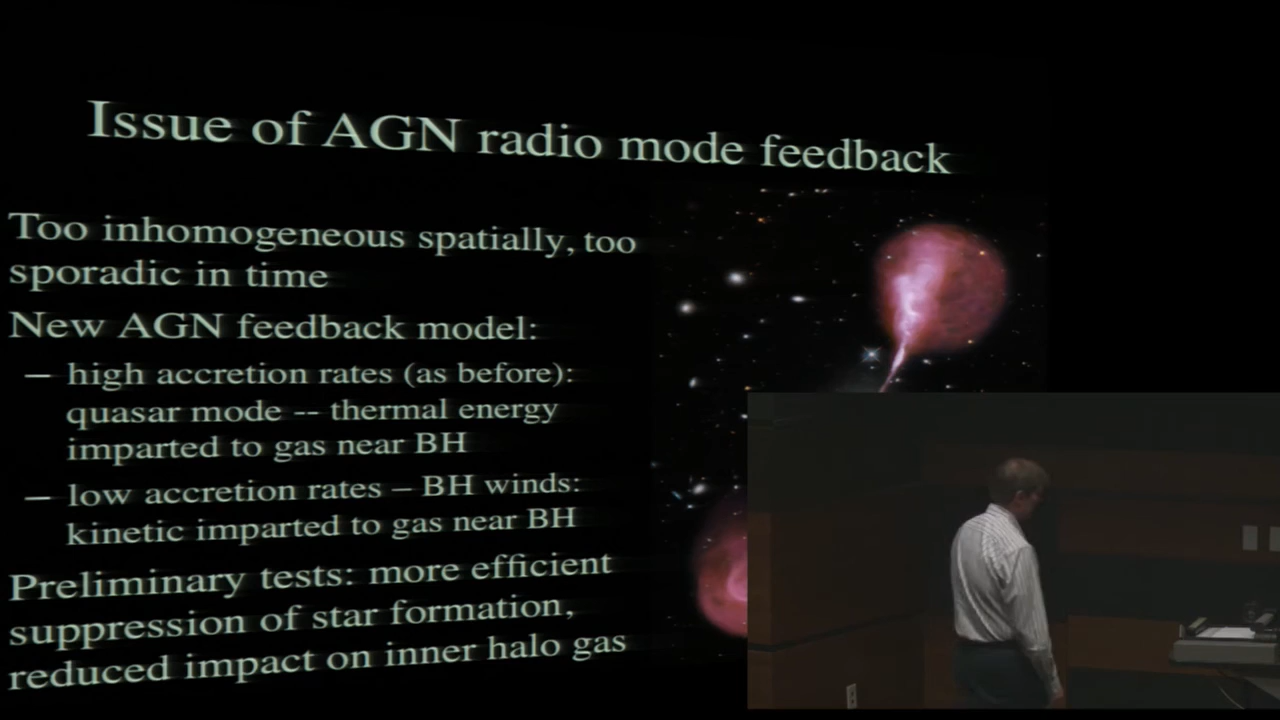 Issue of AGN radio mode feedback
Too inhomogeneous spatially, too
sporadic in time
New AGN feedback model:
– high accretion rates (as before):
quasar mode -- thermal energy
imparted to gas near BH
– low accretion rates – BH winds:
kinetic imparted to gas near BH
Preliminary tests: more efficient
suppression of star formation,
reduced impact on inner halo gas